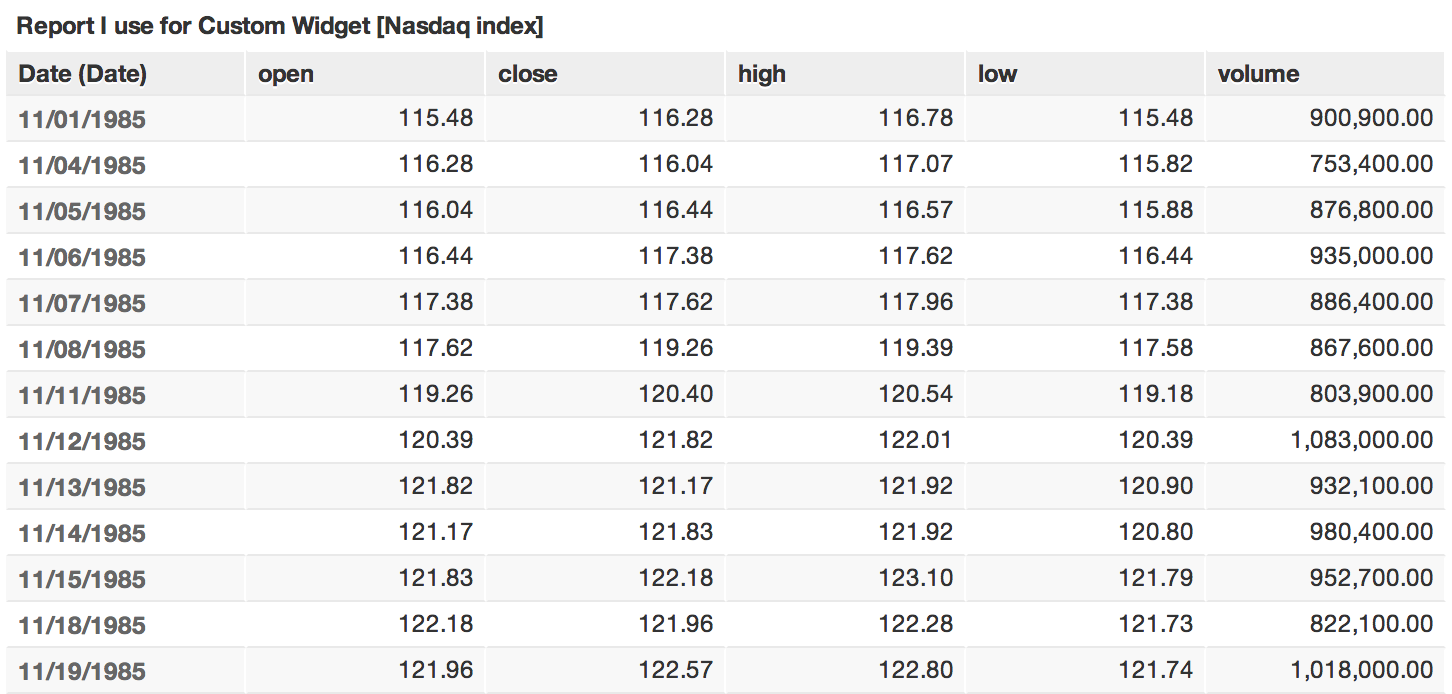 Report I use for Custom Widget [Nasdaq index]
Date (Date) open close high low volume
11/01/1985 115.48 116.28 116.78 115.48 900,900.00
11/04/1985 116.28 116.04 117.07 115.82 753,400.00
11/05/1985 116.04 116.44 116.57 115.88 876,800.00
11/06/1985 116.44 117.38 117.62 116.44 935,000.00
11/07/1985 117.38 117.62 117.96 117.38 886,400.00
11/08/1985 117.62 119.26 119.39 117.58 867,600.00
11/11/1985 119.26 120.40 120.54 119.18 803,900.00
11/12/1985 120.39 121.82 122.01 120.39 1,083,000.00
11/13/1985 121.82 121.17 121.92 120.90 932,100.00
11/14/1985 121.17 121.83 121.92 120.80 980,400.00
11/15/1985 121.83 122.18 123.10 121.79 952,700.00
11/18/1985 122.18 121.96 122.28 121.73 822,100.00
11/19/1985 121.96 122.57 122.80 121.74 1,018,000.00